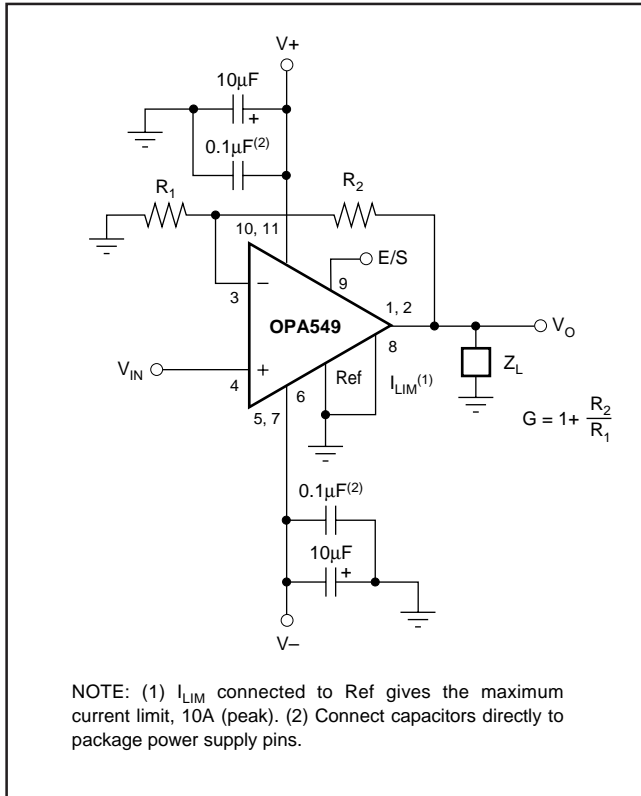 V+
10µF
+
0.1µF(2)
R1
R2
10, 11
E/S
9
3
–
OPA549
1, 2
8
VO
VIN
4
+
Ref
ILIM(1)
ZL
6
5, 7
G = 1+ R2/R1
0.1µF(2)
10µF
+
V–
NOTE: (1) ILIM connected to Ref gives the maximum
current limit, 10A (peak). (2) Connect capacitors directly to
package power supply pins.